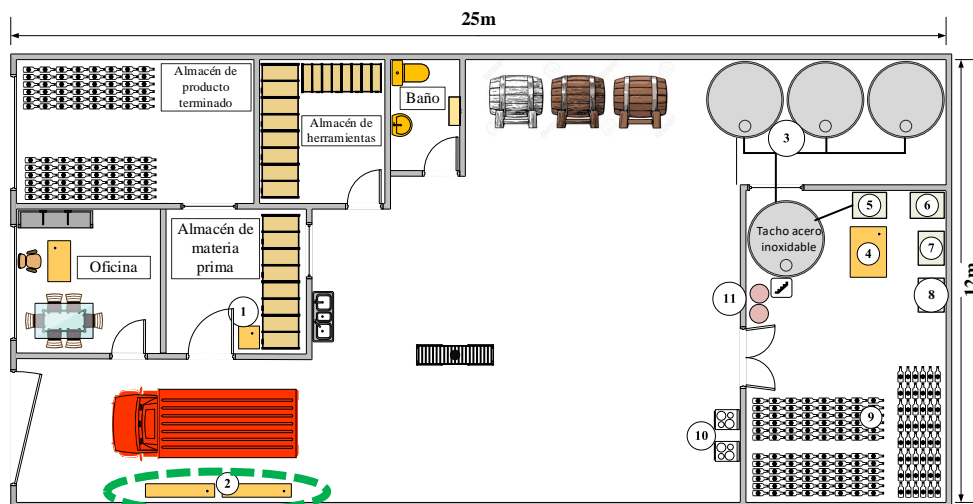 25m
Almacén de
producto
terminado
Almacén de
herramientas
Baño
3
5
6
Tacho acero
inoxidable
4
7
Almacén de
materia
prima
Oficina
12m
8
11
1
9
10
2